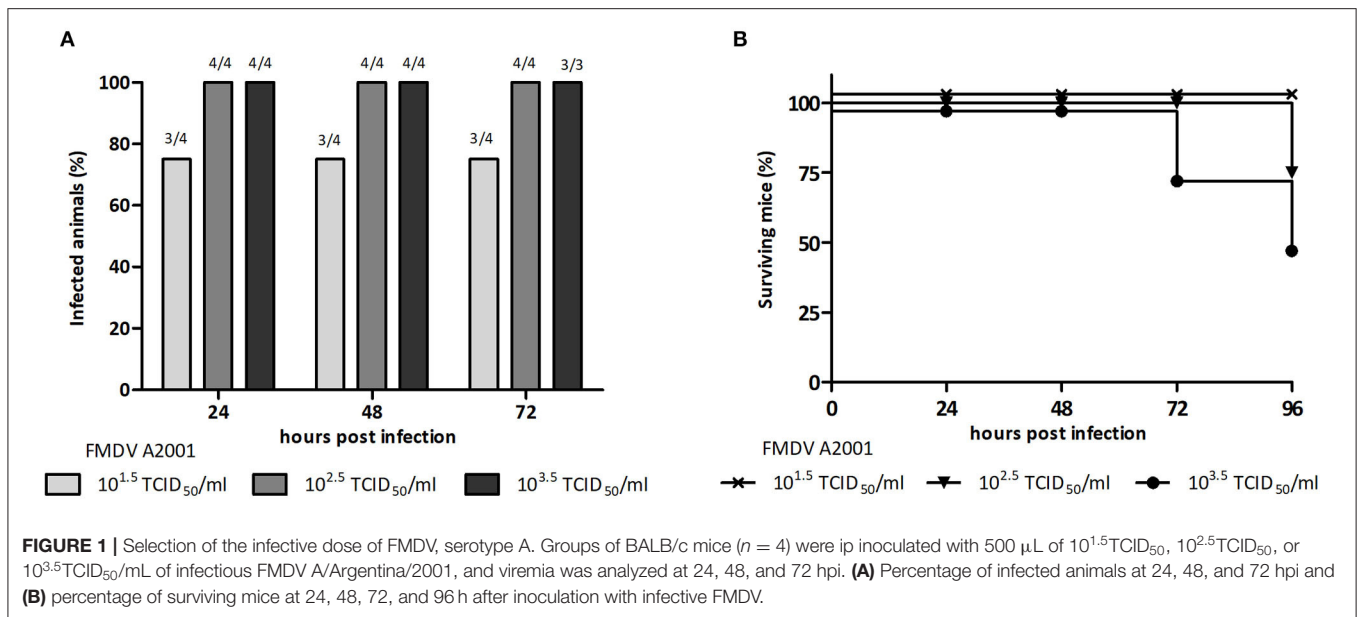 A
4/4 4/4 4/4 4/4 4/4 3/3
3/4 3/4 3/4
Infected animals (%)
100
80
60
40
20
0
24 48 72
hours post infection
FMDV A2001
10^1.5 TCID50/ml 10^2.5 TCID50/ml 10^3.5 TCID50/ml
B
Surviving mice (%)
100
75
50
25
0
0 24 48 72 96
hours post infection
FMDV A2001
10^1.5 TCID50/ml 10^2.5 TCID50/ml 10^3.5 TCID50/ml
FIGURE 1 | Selection of the infective dose of FMDV, serotype A. Groups of BALB/c mice (n = 4) were ip inoculated with 500 μL of 10^1.5TCID50, 10^2.5TCID50, or
10^3.5TCID50/mL of infectious FMDV A/Argentina/2001, and viremia was analyzed at 24, 48, and 72 hpi. (A) Percentage of infected animals at 24, 48, and 72 hpi and
(B) percentage of surviving mice at 24, 48, 72, and 96 h after inoculation with infective FMDV.